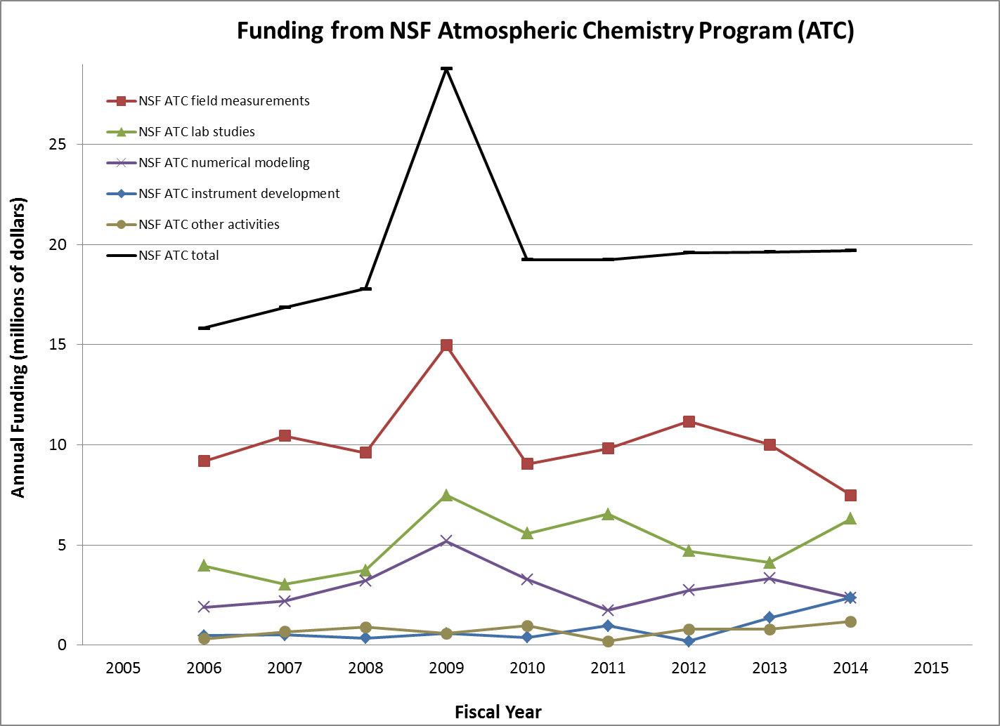 Funding from NSF Atmospheric Chemistry Program (ATC)
NSF ATC field measurements
NSF ATC lab studies
NSF ATC numerical modeling
NSF ATC instrument development
NSF ATC other activities
NSF ATC total
Annual Funding (millions of dollars)
25
20
15
10
5
0
2005 2006 2007 2008 2009 2010 2011 2012 2013 2014 2015
Fiscal Year